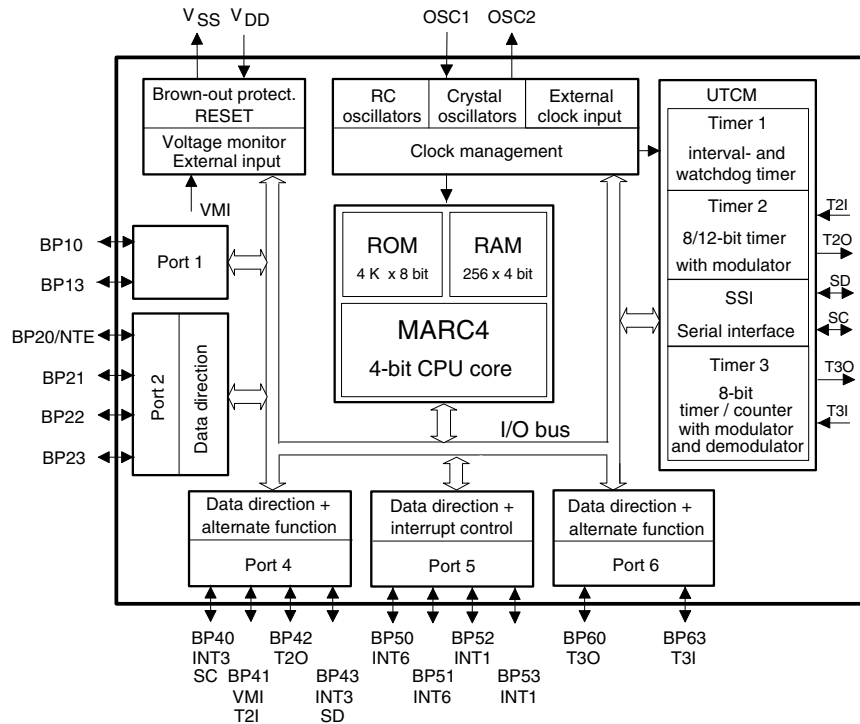 VSS
VDD
OSC1
OSC2
Brown-out protect.
RESET
Voltage monitor
External input
VMI
RC
oscillators
Crystal
oscillators
External
clock input
Clock management
UTCM
Timer 1
interval- and
watchdog timer
Timer 2
8/12-bit timer
with modulator
SSI
Serial interface
Timer 3
8-bit
timer / counter
with modulator
and demodulator
T2I
T2O
SD
SC
T3O
T3I
ROM
4 K x 8 bit
RAM
256 x 4 bit
MARC4
4-bit CPU core
I/O bus
BP10
BP13
Port 1
BP20/NTE
BP21
BP22
BP23
Port 2
Data direction
Data direction +
alternate function
Port 4
Data direction +
interrupt control
Port 5
Data direction +
alternate function
Port 6
BP40
INT3
SC
BP41
VMI
T2I
BP42
T2O
BP43
INT3
SD
BP50
INT6
BP51
INT6
BP52
INT1
BP53
INT1
BP60
T3O
BP63
T3I